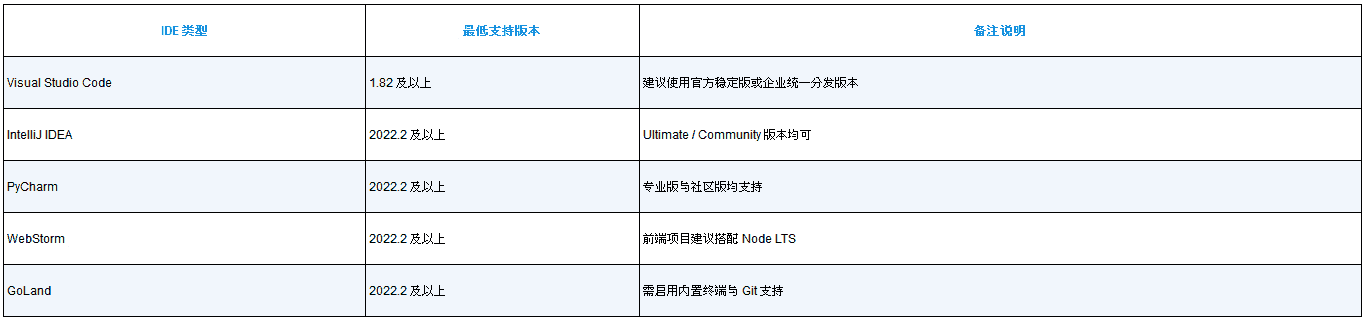 IDE 类型 最低支持版本 备注说明
Visual Studio Code 1.82 及以上 建议使用官方稳定版或企业统一分发版本
IntelliJ IDEA 2022.2 及以上 Ultimate / Community 版本均可
PyCharm 2022.2 及以上 专业版与社区版均支持
WebStorm 2022.2 及以上 前端项目建议搭配 Node LTS
GoLand 2022.2 及以上 需启用内置终端与 Git 支持